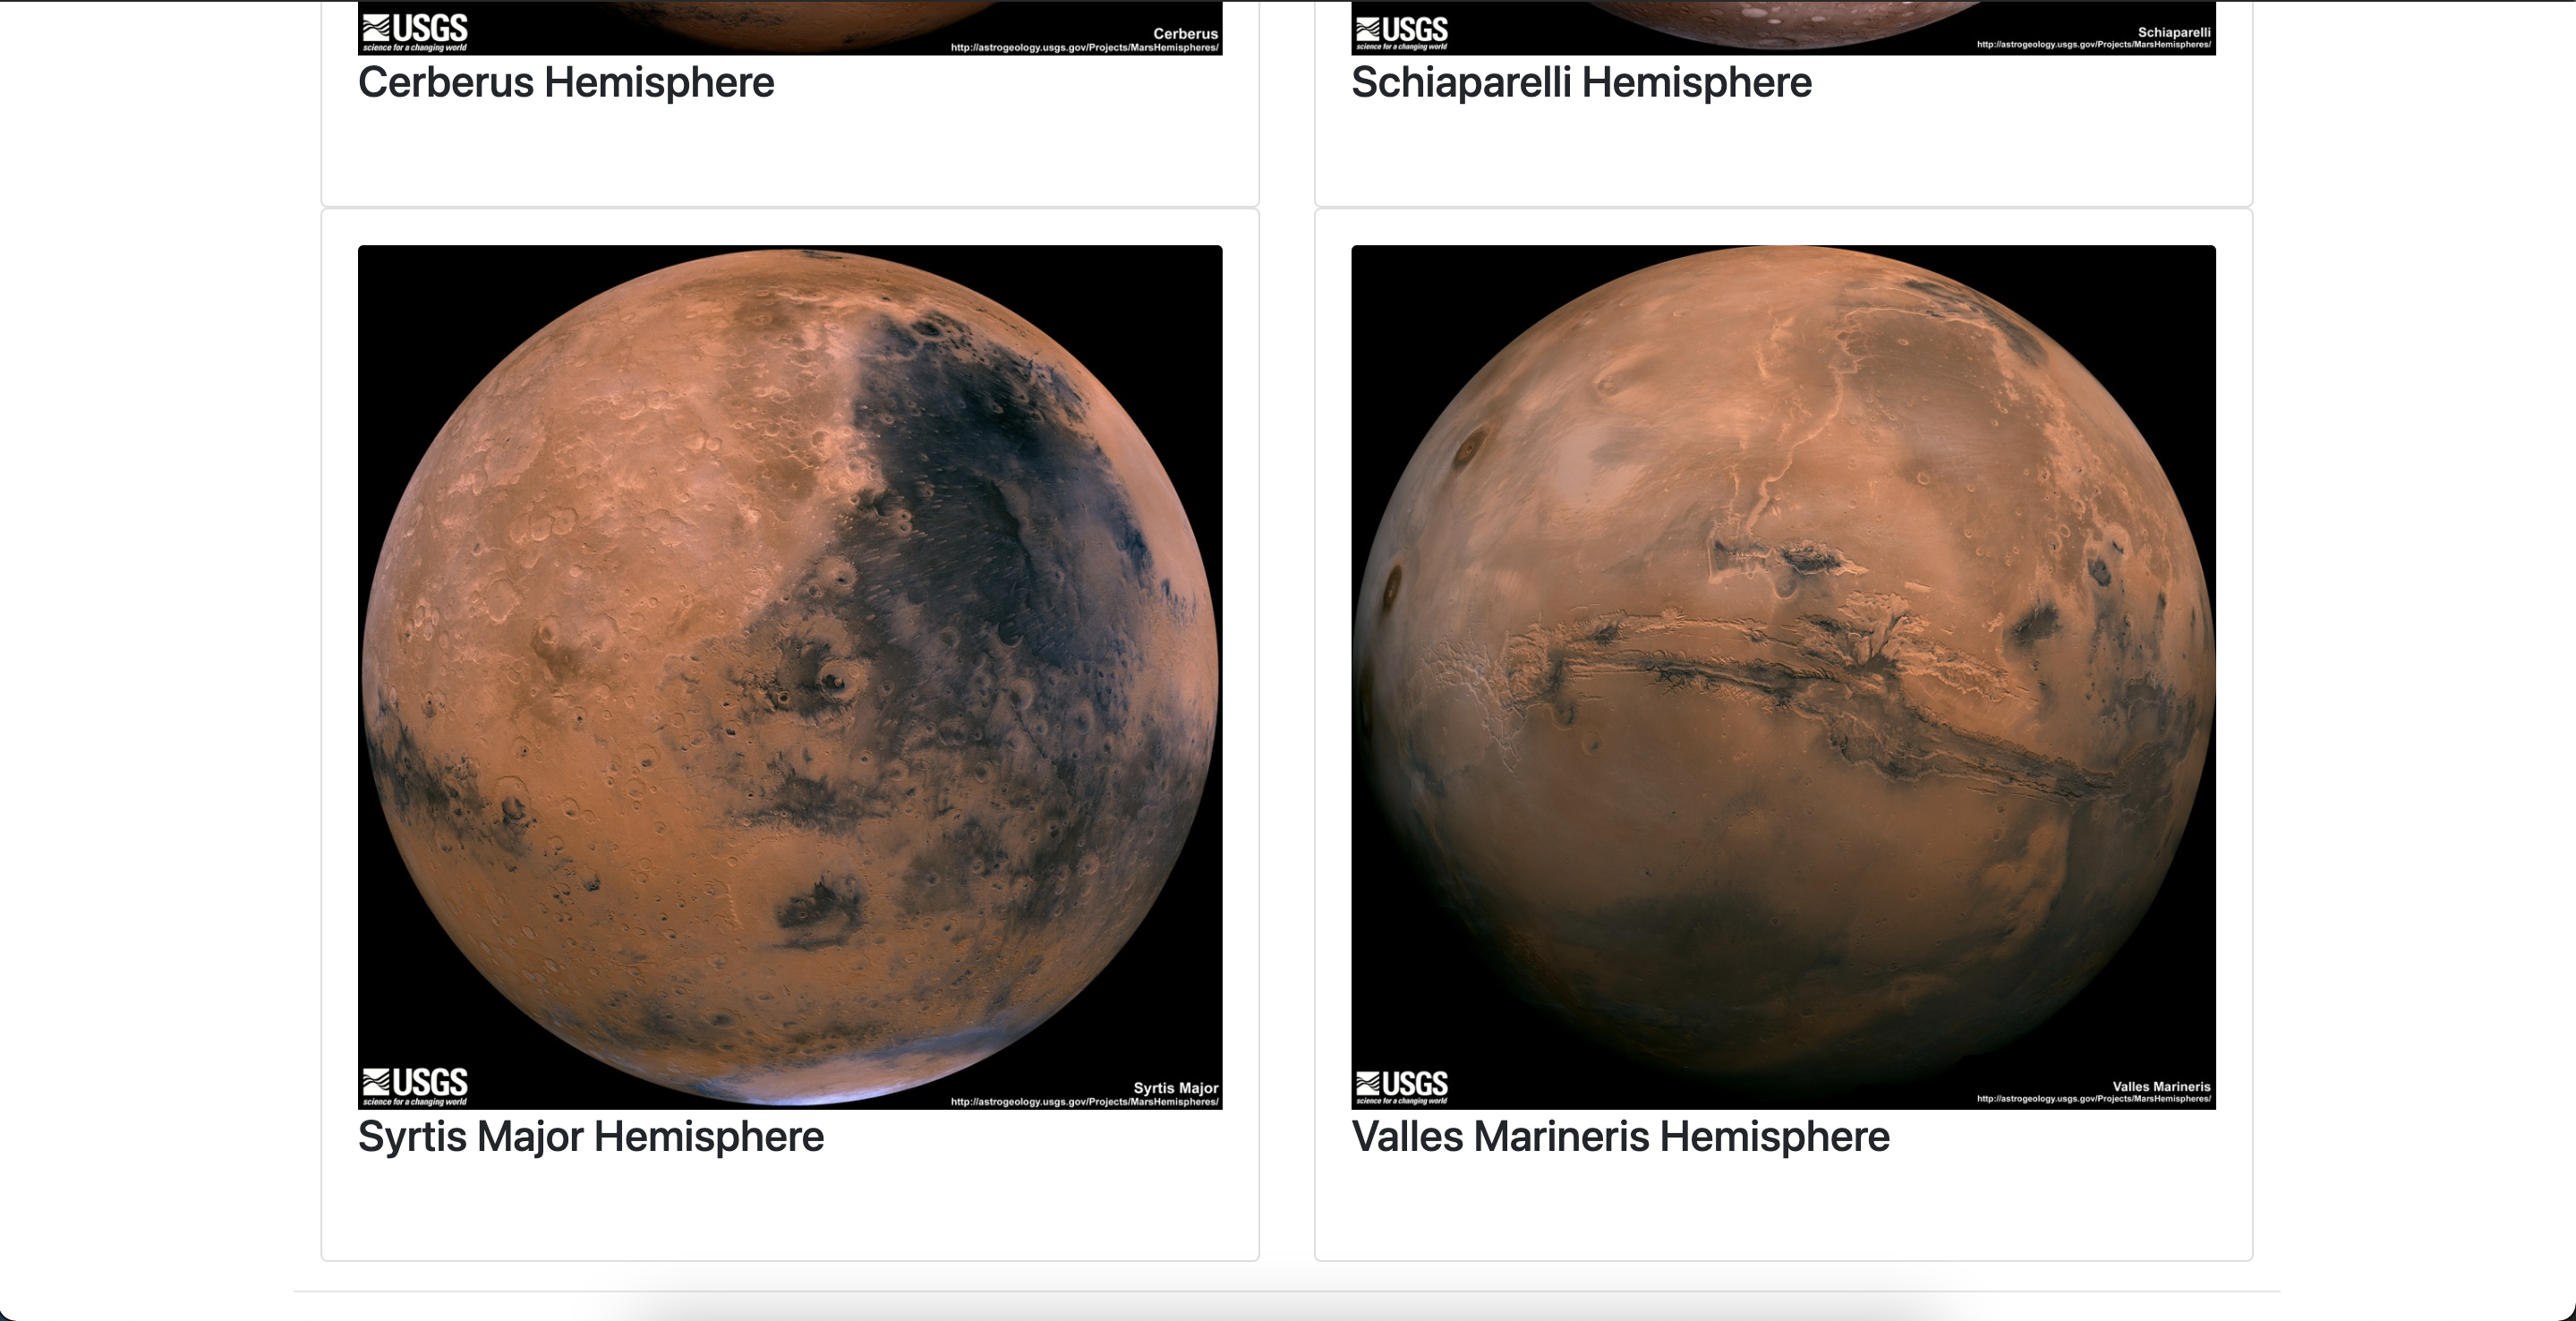 USGS
science for a changing world
Cerberus
http://astrogeology.usgs.gov/Projects/MarsHemispheres/
Cerberus Hemisphere
USGS
science for a changing world
Schiaparelli
http://astrogeology.usgs.gov/Projects/MarsHemispheres/
Schiaparelli Hemisphere
USGS
science for a changing world
Syrtis Major
http://astrogeology.usgs.gov/Projects/MarsHemispheres/
Syrtis Major Hemisphere
USGS
science for a changing world
Valles Marineris
http://astrogeology.usgs.gov/Projects/MarsHemispheres/
Valles Marineris Hemisphere